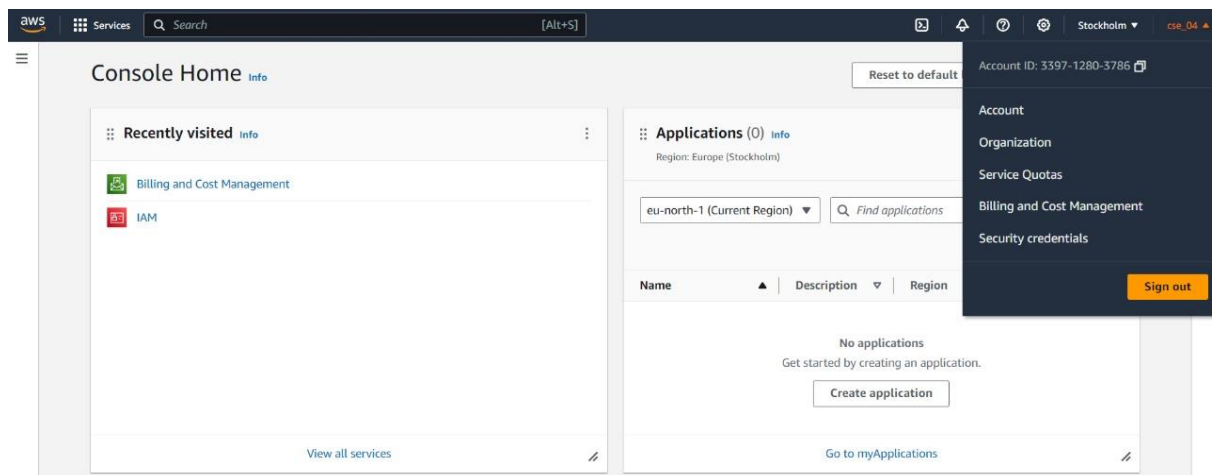 aws Services Search [Alt+S] Stockholm ▼ cse_04 ▲
Console Home Info
Reset to default
Account ID: 3397-1280-3786
Account
Organization
Service Quotas
Billing and Cost Management
Security credentials
Sign out
Recently visited Info
Billing and Cost Management
IAM
View all services
Applications (0) Info
Region: Europe (Stockholm)
eu-north-1 (Current Region) ▼ Find applications
Name ▲ Description ▽ Region
No applications
Get started by creating an application.
Create application
Go to myApplications